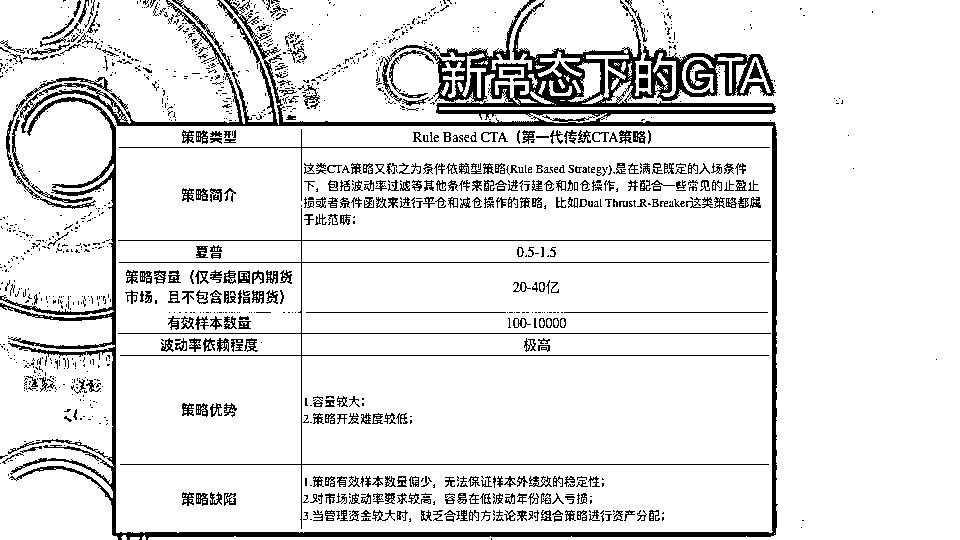 新常态下的GTA
策略类型
Rule Based CTA（第一代传统CTA策略）
策略简介
这类CTA策略又称之为条件依赖型策略(Rule Based Strategy),是在满足既定的入场条件
下，包括波动率过滤等其他条件来配合进行建仓和加仓操作，并配合一些常见的止盈止
损或者条件函数来进行平仓和减仓操作的策略，比如Dual Thrust,R-Breaker这类策略都属
于此范畴；
夏普
0.5-1.5
策略容量（仅考虑国内期货
市场，且不包含股指期货）
20-40亿
有效样本数量
100-10000
波动率依赖程度
极高
策略优势
1.容量较大；
2.策略开发难度较低；
策略缺陷
1.策略有效样本数量偏少，无法保证样本外绩效的稳定性；
2.对市场波动率要求较高，容易在低波动年份陷入亏损；
3.当管理资金较大时，缺乏合理的方法论来对组合策略进行资产分配；